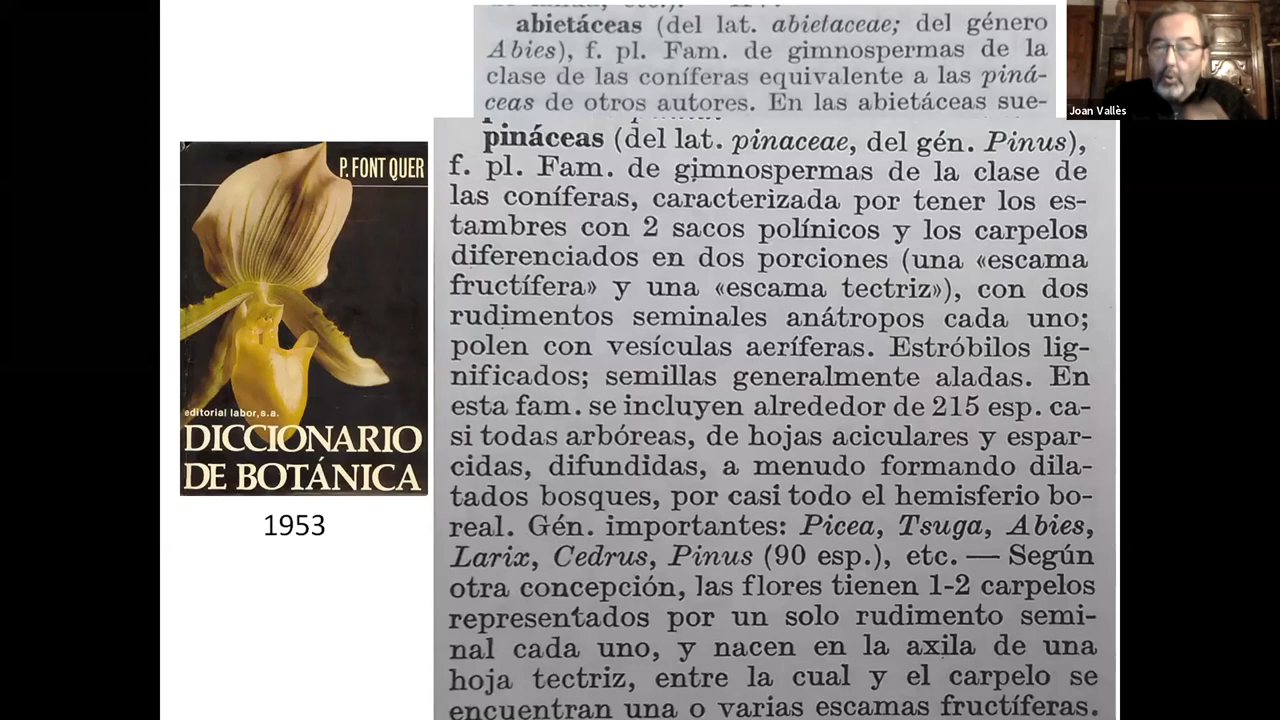 abietáceas (del lat. abietaceae; del género
Abies), f. pl. Fam. de gimnospermas de la
clase de las coníferas equivalente a las piná-
ceas de otros autores. En las abietáceas sue-
Joan Vallès
pináceas (del lat. pinaceae, del gén. Pinus),
f. pl. Fam. de gimnospermas de la clase de
las coníferas, caracterizada por tener los es-
tambres con 2 sacos polínicos y los carpelos
diferenciados en dos porciones (una «escama
fructífera» y una «escama tectriz»), con dos
rudimentos seminales anátropos cada uno;
polen con vesículas aeríferas. Estróbilos lig-
nificados; semillas generalmente aladas. En
esta fam. se incluyen alrededor de 215 esp. ca-
si todas arbóreas, de hojas aciculares y espar-
cidas, difundidas, a menudo formando dila-
tados bosques, por casi todo el hemisferio bo-
real. Gén. importantes: Picea, Tsuga, Abies,
Larix, Cedrus, Pinus (90 esp.), etc. — Según
otra concepción, las flores tienen 1-2 carpelos
representados por un solo rudimento semi-
nal cada uno, y nacen en la axila de una
hoja tectriz, entre la cual y el carpelo se
encuentran una o varias escamas fructíferas.
P. FONT QUER
editorial labor, s.a.
DICCIONARIO
DE BOTÁNICA
1953